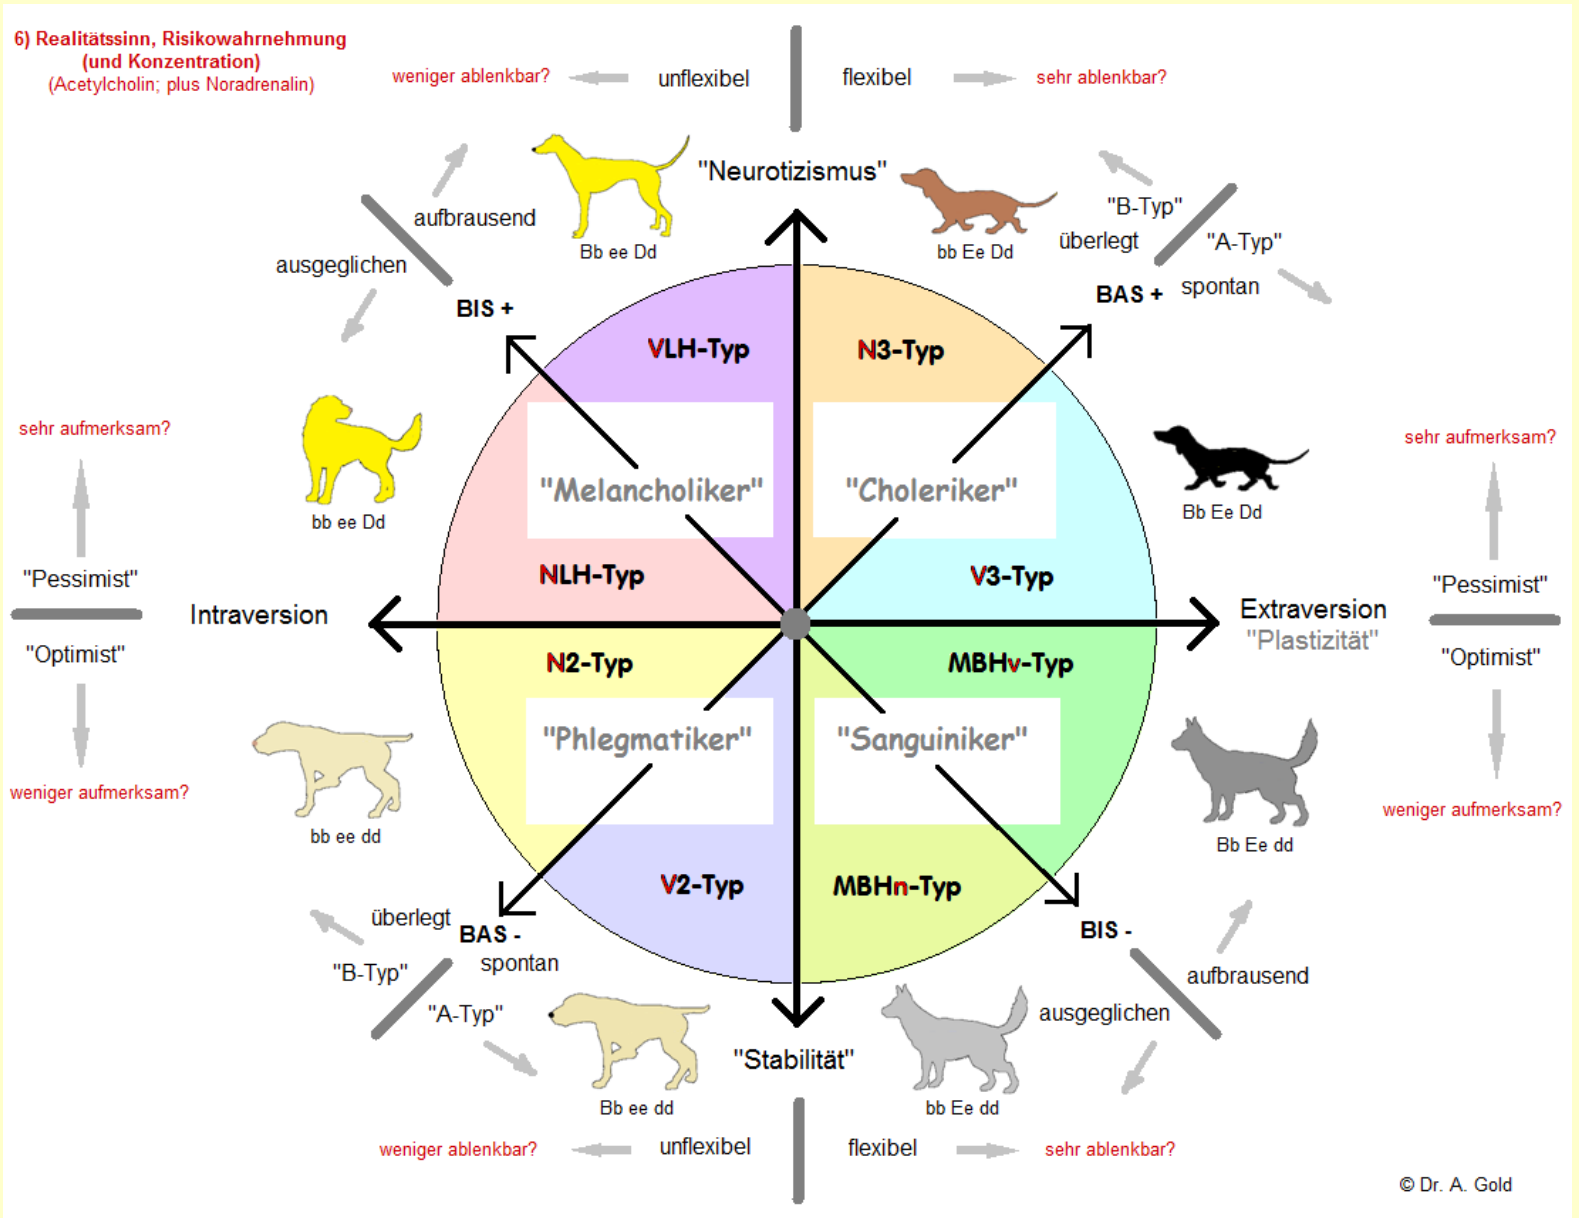 6) Realitätssinn, Risikowahrnehmung
(und Konzentration)
(Acetylcholin; plus Noradrenalin)
weniger ablenkbar?
unflexibel
flexibel
sehr ablenkbar?
"Neurotizismus"
aufbrausend
ausgeglichen
BIS +
Bb ee Dd
bb Ee Dd
"B-Typ"
überlegt
"A-Typ"
spontan
BAS +
VLH-Typ
N3-Typ
sehr aufmerksam?
bb ee Dd
"Melancholiker"
"Choleriker"
Bb Ee Dd
sehr aufmerksam?
NLH-Typ
V3-Typ
"Pessimist"
"Optimist"
Intraversion
Extraversion
"Plastizität"
"Pessimist"
"Optimist"
N2-Typ
MBHv-Typ
"Phlegmatiker"
"Sanguiniker"
weniger aufmerksam?
bb ee dd
Bb Ee dd
weniger aufmerksam?
V2-Typ
MBHn-Typ
überlegt
BAS -
spontan
"B-Typ"
"A-Typ"
BIS -
aufbrausend
ausgeglichen
"Stabilität"
Bb ee dd
bb Ee dd
weniger ablenkbar?
unflexibel
flexibel
sehr ablenkbar?
© Dr. A. Gold